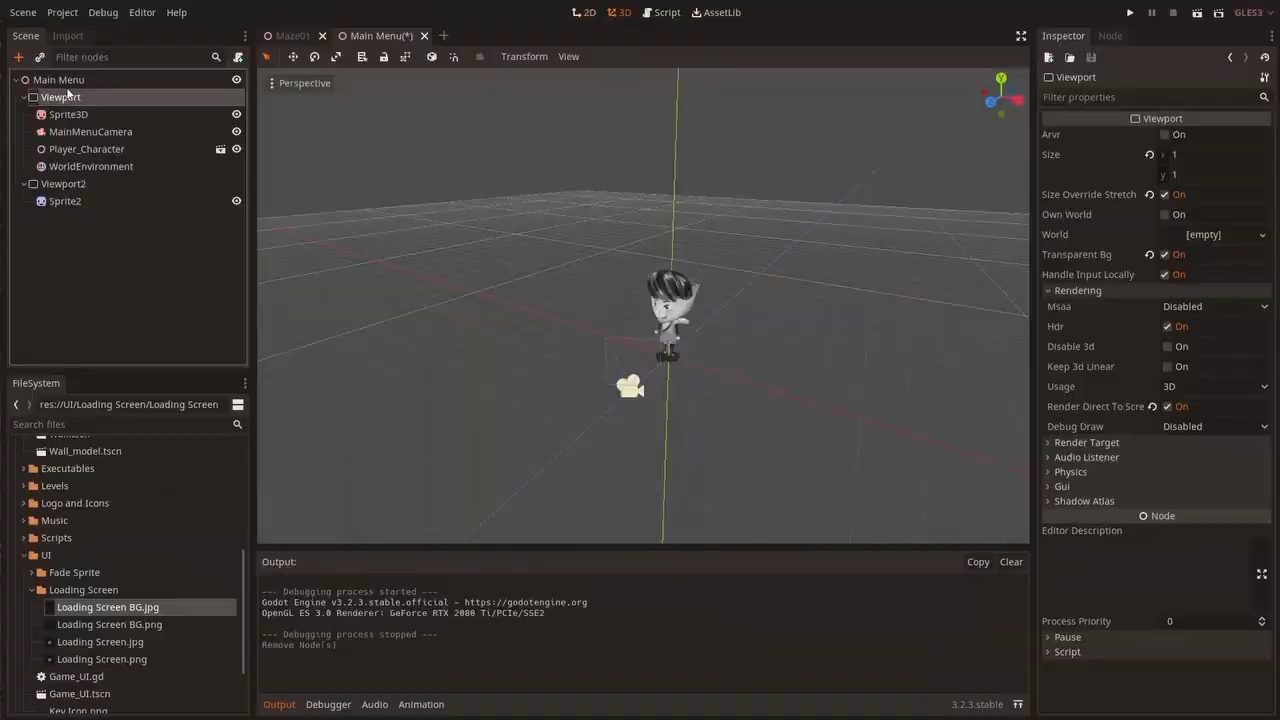 Scene Project Debug Editor Help 2D 3D Script AssetLib GLES3
Scene Import
Filter nodes
Main Menu
Viewport
Sprite3D
MainMenuCamera
Player_Character
WorldEnvironment
Viewport2
Sprite2
FileSystem
res://UI/Loading Screen/Loading Screen
Search files
Wall_model.tscn
Executables
Levels
Logo and Icons
Music
Scripts
UI
Fade Sprite
Loading Screen
Loading Screen BG.jpg
Loading Screen BG.png
Loading Screen.jpg
Loading Screen.png
Game_UI.gd
Game_UI.tscn
Key Icon.png
Maze01 Main Menu(*)
Transform View
Perspective
Y
Z
Output:
Copy Clear
--- Debugging process started ---
Godot Engine v3.2.3.stable.official - https://godotengine.org
OpenGL ES 3.0 Renderer: GeForce RTX 2080 Ti/PCIe/SSE2
--- Debugging process stopped ---
Remove Node(s)
Output Debugger Audio Animation 3.2.3.stable
Inspector Node
Viewport
Filter properties
Viewport
Arvr On
Size x 1
y 1
Size Override Stretch On
Own World On
World [empty]
Transparent Bg On
Handle Input Locally On
Rendering
Msaa Disabled
Hdr On
Disable 3d On
Keep 3d Linear On
Usage 3D
Render Direct To Scre On
Debug Draw Disabled
Render Target
Audio Listener
Physics
Gui
Shadow Atlas
Node
Editor Description
Process Priority 0
Pause
Script